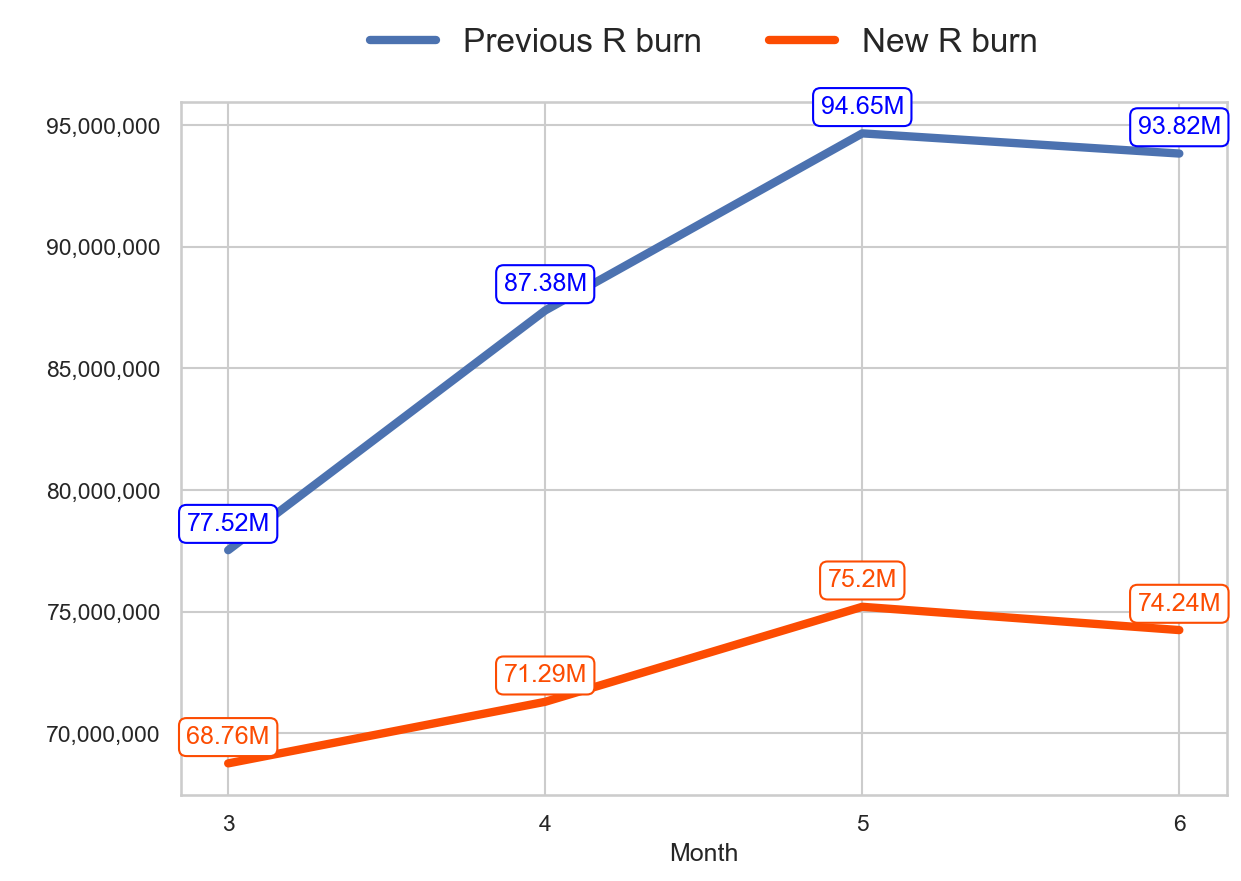 Previous R burn New R burn
94.65M
95,000,000
93.82M
90,000,000
87.38M
85,000,000
77.52M
80,000,000
75.2M
75,000,000
74.24M
71.29M
68.76M
70,000,000
3 4 5 6
Month